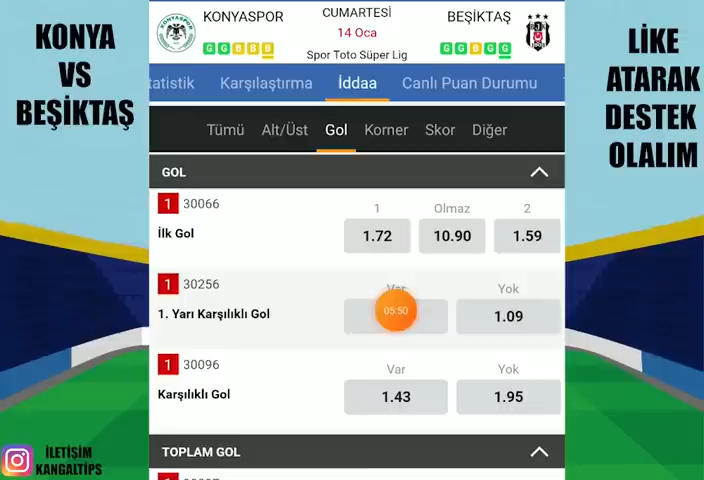 KONYA
VS
BEŞİKTAŞ
KONYASPOR
G G B B B
CUMARTESİ
14 Oca
Spor Toto Süper Lig
BEŞİKTAŞ
G G B G G
LİKE
ATARAK
DESTEK
OLALIM
tatistik Karşılaştırma İddaa Canlı Puan Durumu
Tümü Alt/Üst Gol Korner Skor Diğer
GOL
1 30066
İlk Gol
1 Olmaz 2
1.72 10.90 1.59
1 30256
1. Yarı Karşılıklı Gol
Var Yok
05:50 1.09
1 30096
Karşılıklı Gol
Var Yok
1.43 1.95
TOPLAM GOL
İLETİŞİM
KANGALTİPS